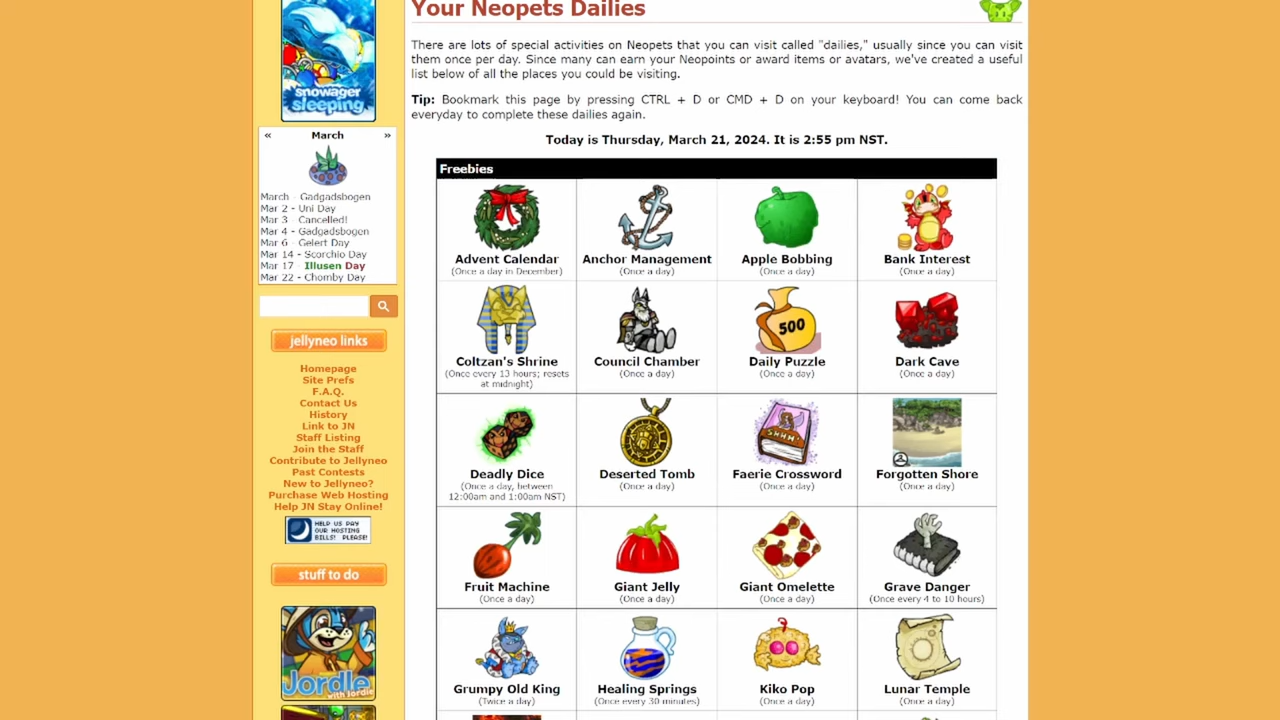 Your Neopets Dailies
There are lots of special activities on Neopets that you can visit called "dailies," usually since you can visit
them once per day. Since many can earn your Neopoints or award items or avatars, we've created a useful
list below of all the places you could be visiting.
Tip: Bookmark this page by pressing CTRL + D or CMD + D on your keyboard! You can come back
everyday to complete these dailies again.
Today is Thursday, March 21, 2024. It is 2:55 pm NST.
snowager
sleeping
« March »
March - Gadgadsbogen
Mar 2 - Uni Day
Mar 3 - Cancelled!
Mar 4 - Gadgadsbogen
Mar 6 - Gelert Day
Mar 14 - Scorchio Day
Mar 17 - Illusen Day
Mar 22 - Chomby Day
jellyneo links
Homepage
Site Prefs
F.A.Q.
Contact Us
History
Link to JN
Staff Listing
Join the Staff
Contribute to Jellyneo
Past Contests
New to Jellyneo?
Purchase Web Hosting
Help JN Stay Online!
HELP US PAY
OUR HOSTING
BILLS! PLEASE!
stuff to do
Jordle
with Jordie
Freebies
Advent Calendar
(Once a day in December)
Anchor Management
(Once a day)
Apple Bobbing
(Once a day)
Bank Interest
(Once a day)
Coltzan's Shrine
(Once every 13 hours; resets
at midnight)
Council Chamber
(Once a day)
500
Daily Puzzle
(Once a day)
Dark Cave
(Once a day)
Deadly Dice
(Once a day, between
12:00am and 1:00am NST)
Deserted Tomb
(Once a day)
SHHH!
Faerie Crossword
(Once a day)
Forgotten Shore
(Once a day)
Fruit Machine
(Once a day)
Giant Jelly
(Once a day)
Giant Omelette
(Once a day)
Grave Danger
(Once every 4 to 10 hours)
Grumpy Old King
(Twice a day)
Healing Springs
(Once every 30 minutes)
Kiko Pop
(Once a day)
Lunar Temple
(Once a day)